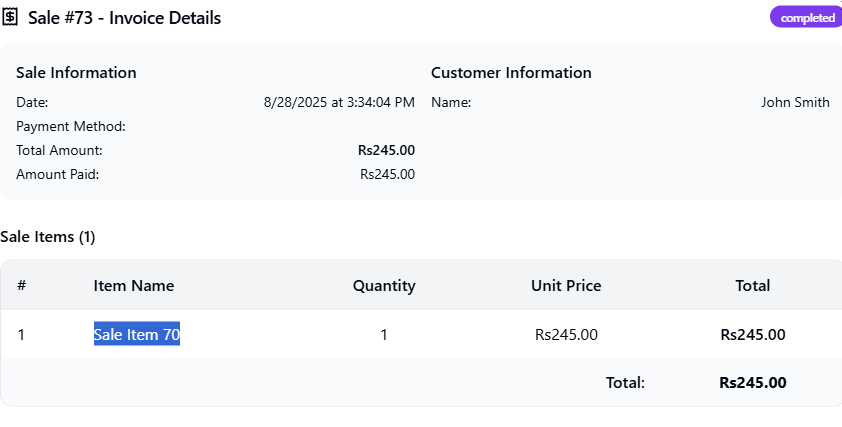 Sale #73 - Invoice Details
completed
Sale Information
Date: 8/28/2025 at 3:34:04 PM
Payment Method:
Total Amount: Rs245.00
Amount Paid: Rs245.00
Customer Information
Name: John Smith
Sale Items (1)
# Item Name Quantity Unit Price Total
1 Sale Item 70 1 Rs245.00 Rs245.00
Total: Rs245.00